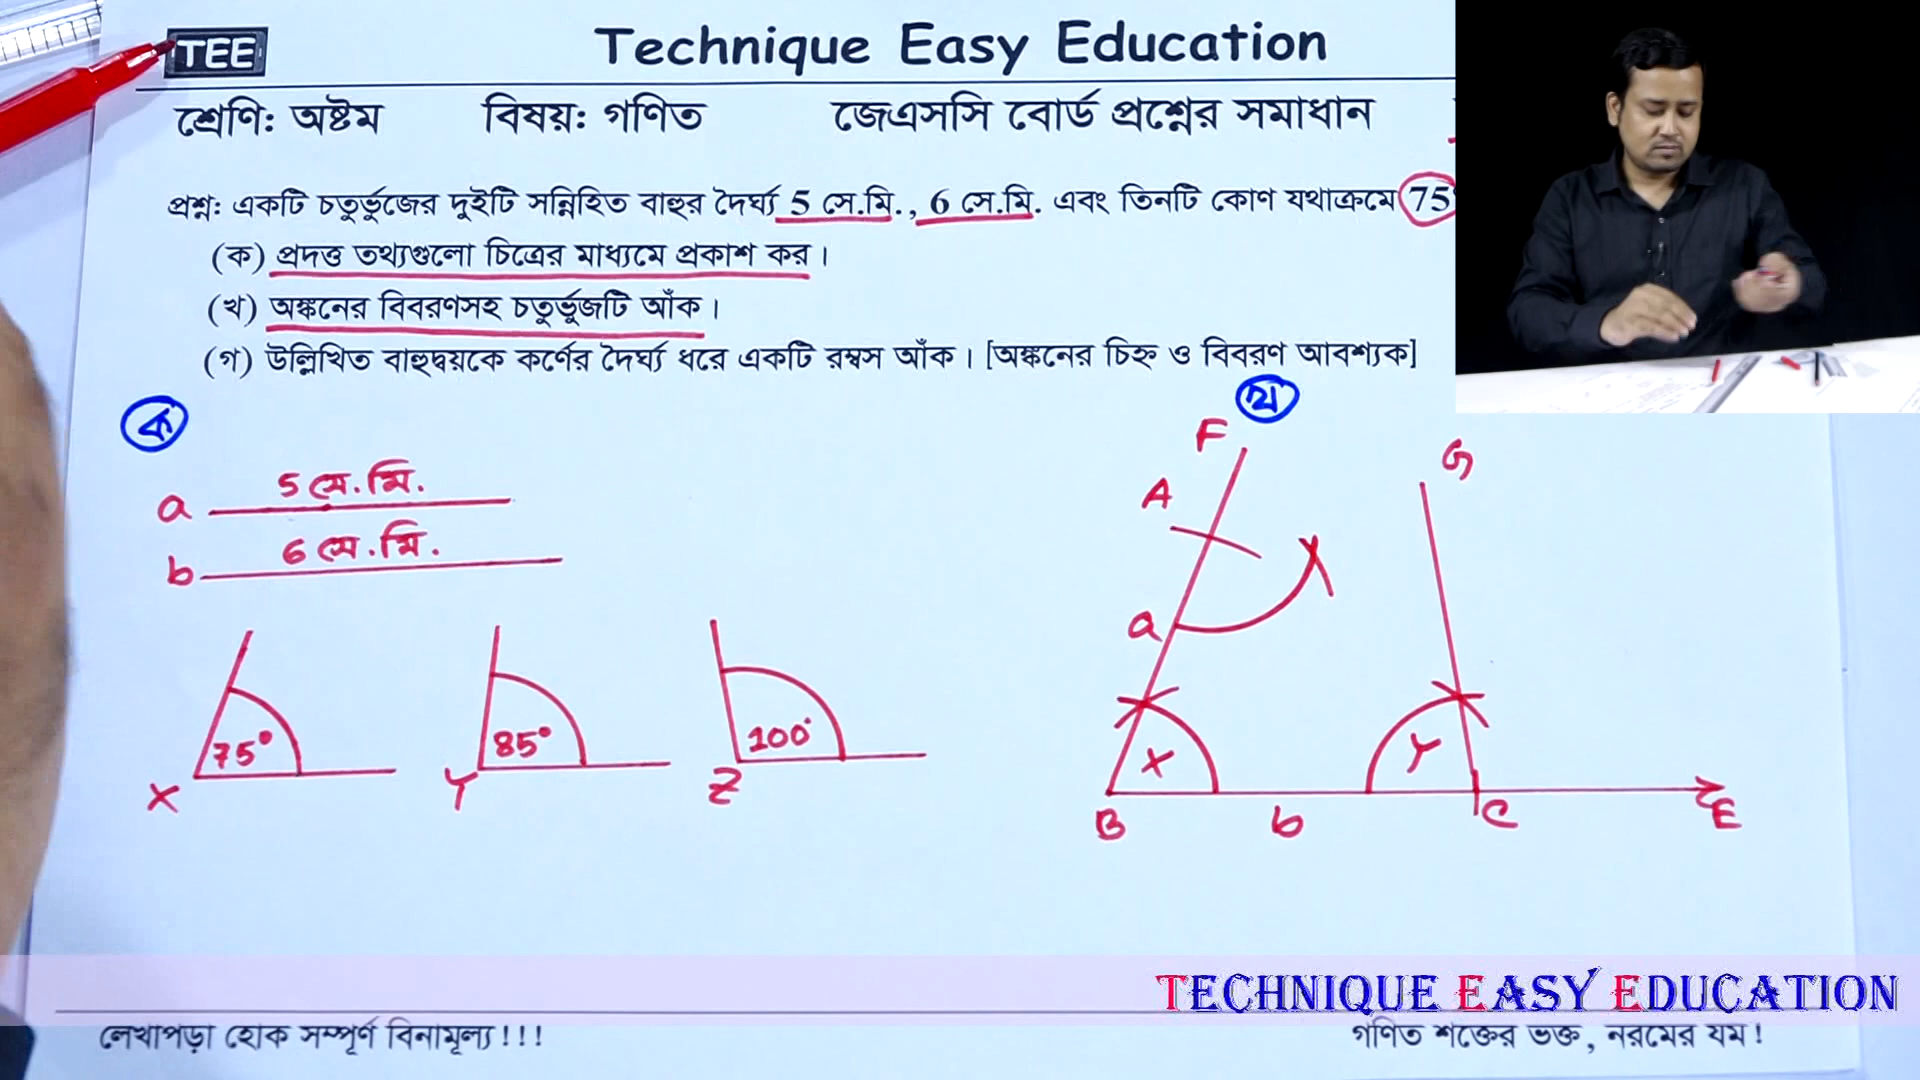 TEE
Technique Easy Education
শ্রেণি: অষ্টম বিষয়: গণিত জেএসসি বোর্ড প্রশ্নের সমাধান
প্রশ্ন: একটি চতুর্ভুজের দুইটি সন্নিহিত বাহুর দৈর্ঘ্য 5 সে.মি., 6 সে.মি. এবং তিনটি কোণ যথাক্রমে 75°
(ক) প্রদত্ত তথ্যগুলো চিত্রের মাধ্যমে প্রকাশ কর।
(খ) অঙ্কনের বিবরণসহ চতুর্ভুজটি আঁক।
(গ) উল্লিখিত বাহুদ্বয়কে কর্ণের দৈর্ঘ্য ধরে একটি রম্বস আঁক। [অঙ্কনের চিহ্ন ও বিবরণ আবশ্যক]
ক
a 5 সে.মি.
b 6 সে.মি.
75° X
85° Y
100° Z
খ
F
A
G
a
X Y
B b C E
TECHNIQUE EASY EDUCATION
লেখাপড়া হোক সম্পূর্ণ বিনামূল্য!!! গণিত শক্তের ভক্ত, নরমের যম!